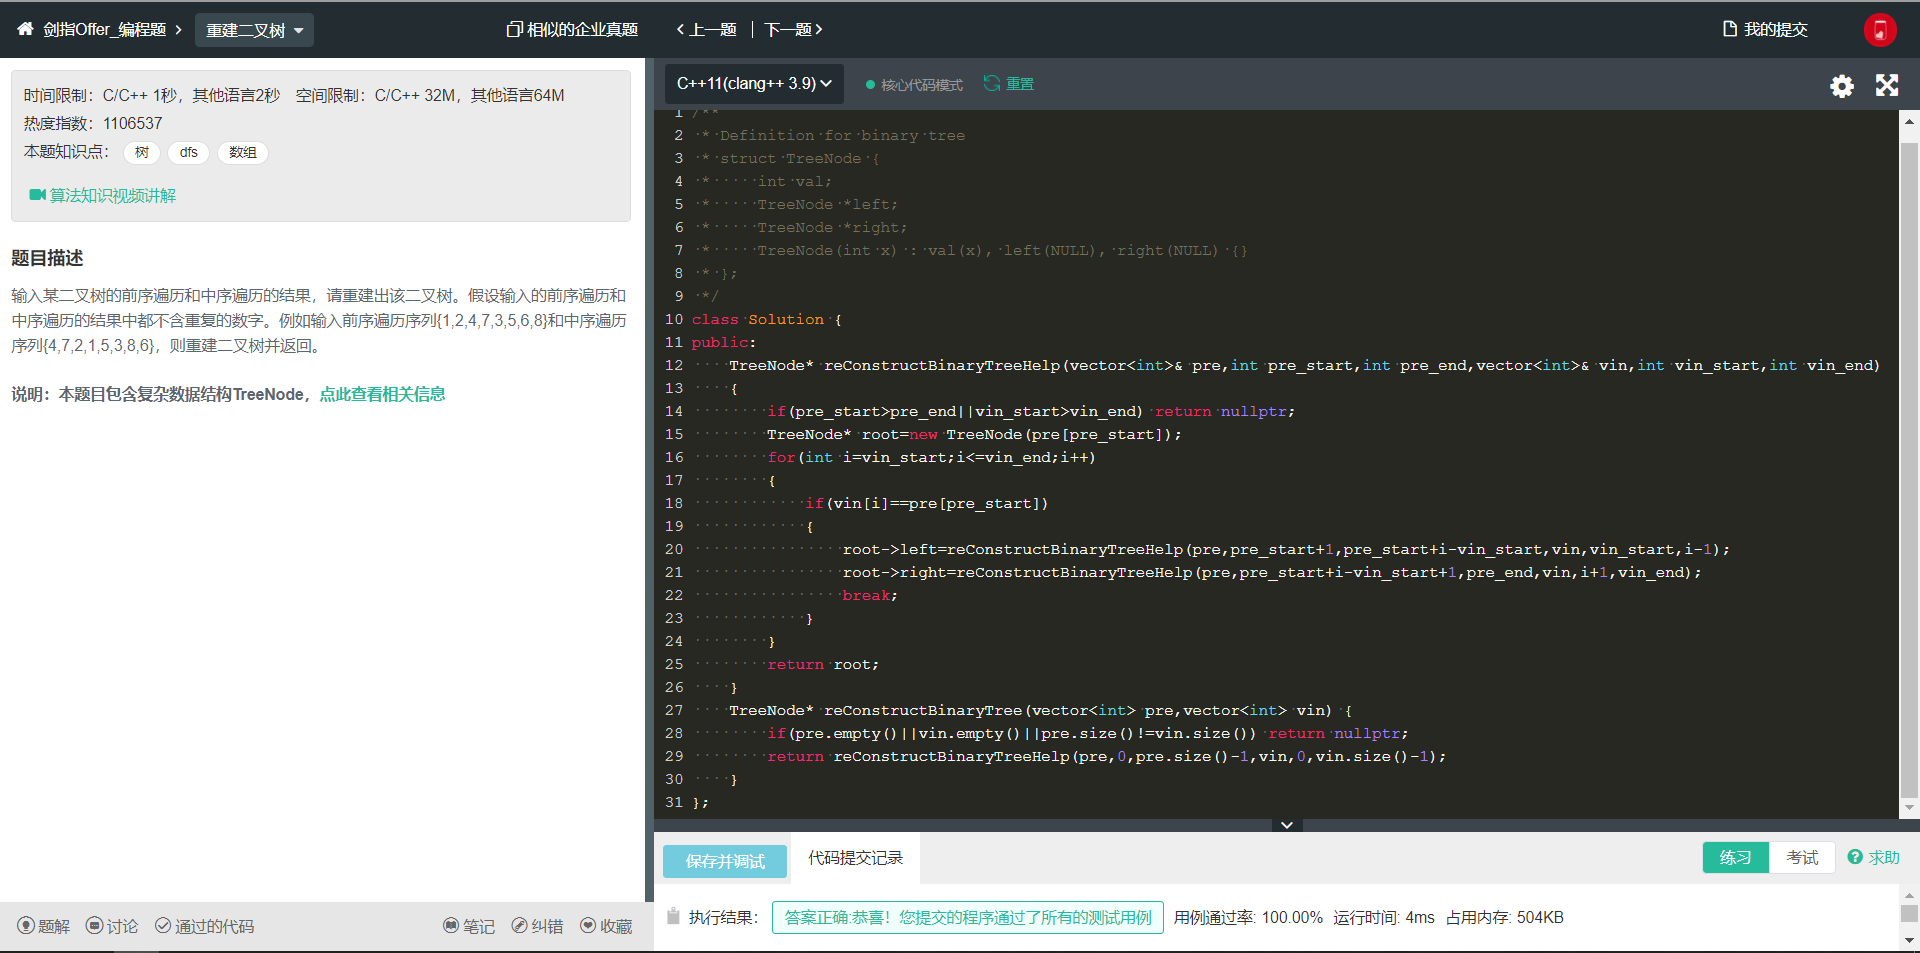 剑指Offer_编程题 重建二叉树 相似的企业真题 上一题 下一题 我的提交
时间限制：C/C++ 1秒，其他语言2秒 空间限制：C/C++ 32M，其他语言64M
热度指数：1106537
本题知识点： 树 dfs 数组
算法知识视频讲解
题目描述
输入某二叉树的前序遍历和中序遍历的结果，请重建出该二叉树。假设输入的前序遍历和
中序遍历的结果中都不含重复的数字。例如输入前序遍历序列{1,2,4,7,3,5,6,8}和中序遍历
序列{4,7,2,1,5,3,8,6}，则重建二叉树并返回。
说明：本题目包含复杂数据结构TreeNode，点此查看相关信息
题解 讨论 通过的代码 笔记 纠错 收藏
C++11(clang++ 3.9) 核心代码模式 重置
1 /**
2 * Definition for binary tree
3 * struct TreeNode {
4 * int val;
5 * TreeNode *left;
6 * TreeNode *right;
7 * TreeNode(int x) : val(x), left(NULL), right(NULL) {}
8 * };
9 */
10 class Solution {
11 public:
12 TreeNode* reConstructBinaryTreeHelp(vector<int>& pre,int pre_start,int pre_end,vector<int>& vin,int vin_start,int vin_end)
13 {
14 if(pre_start>pre_end||vin_start>vin_end) return nullptr;
15 TreeNode* root=new TreeNode(pre[pre_start]);
16 for(int i=vin_start;i<=vin_end;i++)
17 {
18 if(vin[i]==pre[pre_start])
19 {
20 root->left=reConstructBinaryTreeHelp(pre,pre_start+1,pre_start+i-vin_start,vin,vin_start,i-1);
21 root->right=reConstructBinaryTreeHelp(pre,pre_start+i-vin_start+1,pre_end,vin,i+1,vin_end);
22 break;
23 }
24 }
25 return root;
26 }
27 TreeNode* reConstructBinaryTree(vector<int> pre,vector<int> vin) {
28 if(pre.empty()||vin.empty()||pre.size()!=vin.size()) return nullptr;
29 return reConstructBinaryTreeHelp(pre,0,pre.size()-1,vin,0,vin.size()-1);
30 }
31 };
保存并调试 代码提交记录 练习 考试 求助
执行结果： 答案正确:恭喜！您提交的程序通过了所有的测试用例 用例通过率: 100.00% 运行时间: 4ms 占用内存: 504KB